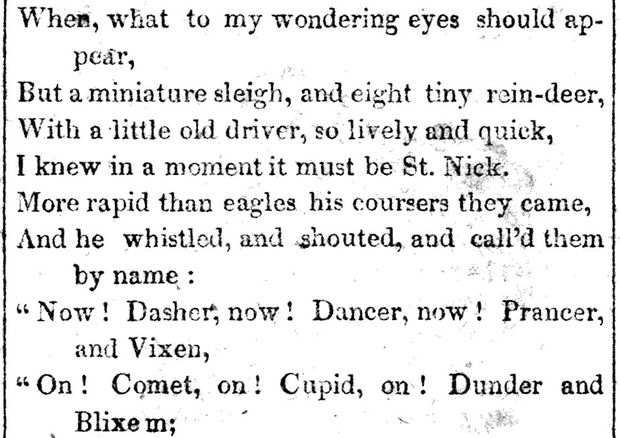 When, what to my wondering eyes should ap-
pear,
But a miniature sleigh, and eight tiny rein-deer,
With a little old driver, so lively and quick,
I knew in a moment it must be St. Nick.
More rapid than eagles his coursers they came,
And he whistled, and shouted, and call'd them
by name :
“ Now ! Dasher, now ! Dancer, now ! Prancer,
and Vixen,
“ On ! Comet, on ! Cupid, on ! Dunder and
Blixem;